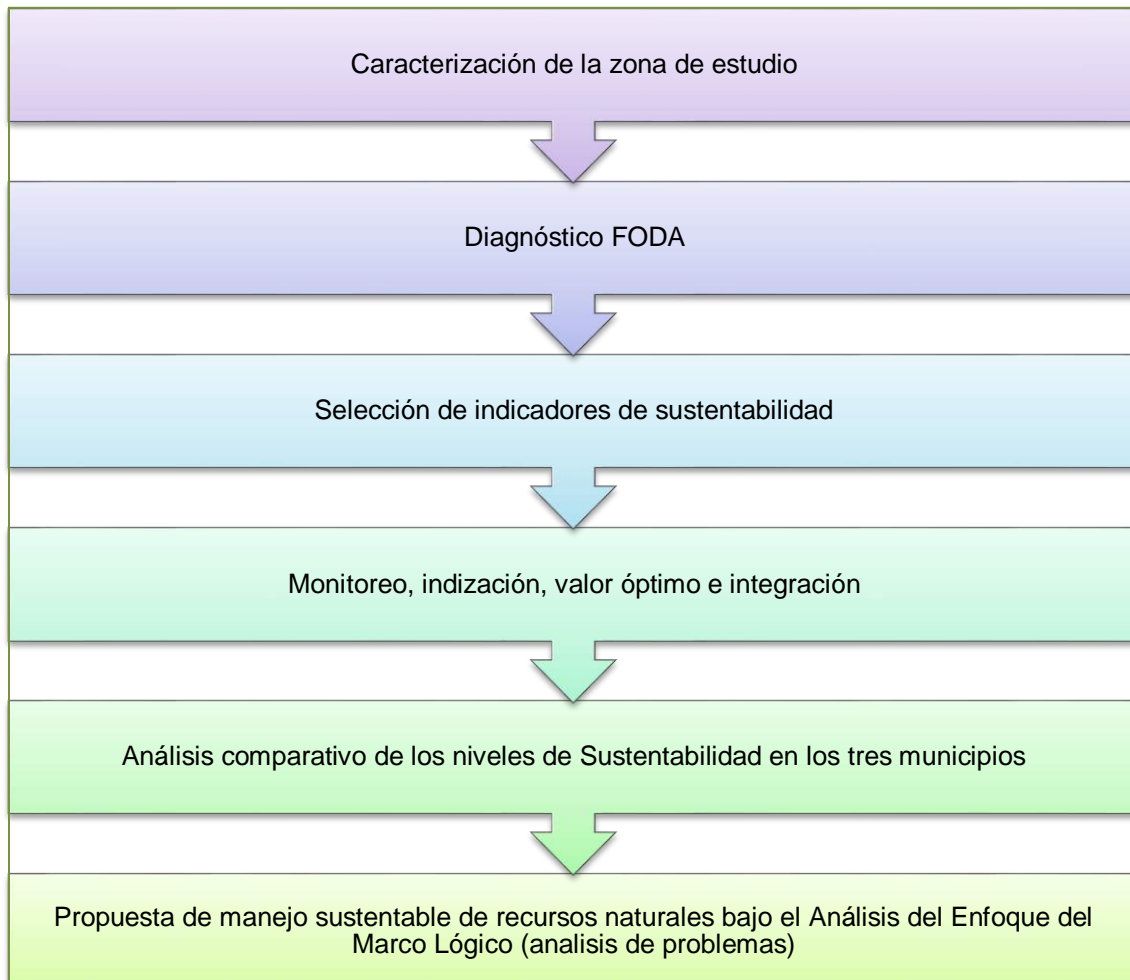 Caracterización de la zona de estudio
Diagnóstico FODA
Selección de indicadores de sustentabilidad
Monitoreo, indización, valor óptimo e integración
Análisis comparativo de los niveles de Sustentabilidad en los tres municipios
Propuesta de manejo sustentable de recursos naturales bajo el Análisis del Enfoque del
Marco Lógico (analisis de problemas)